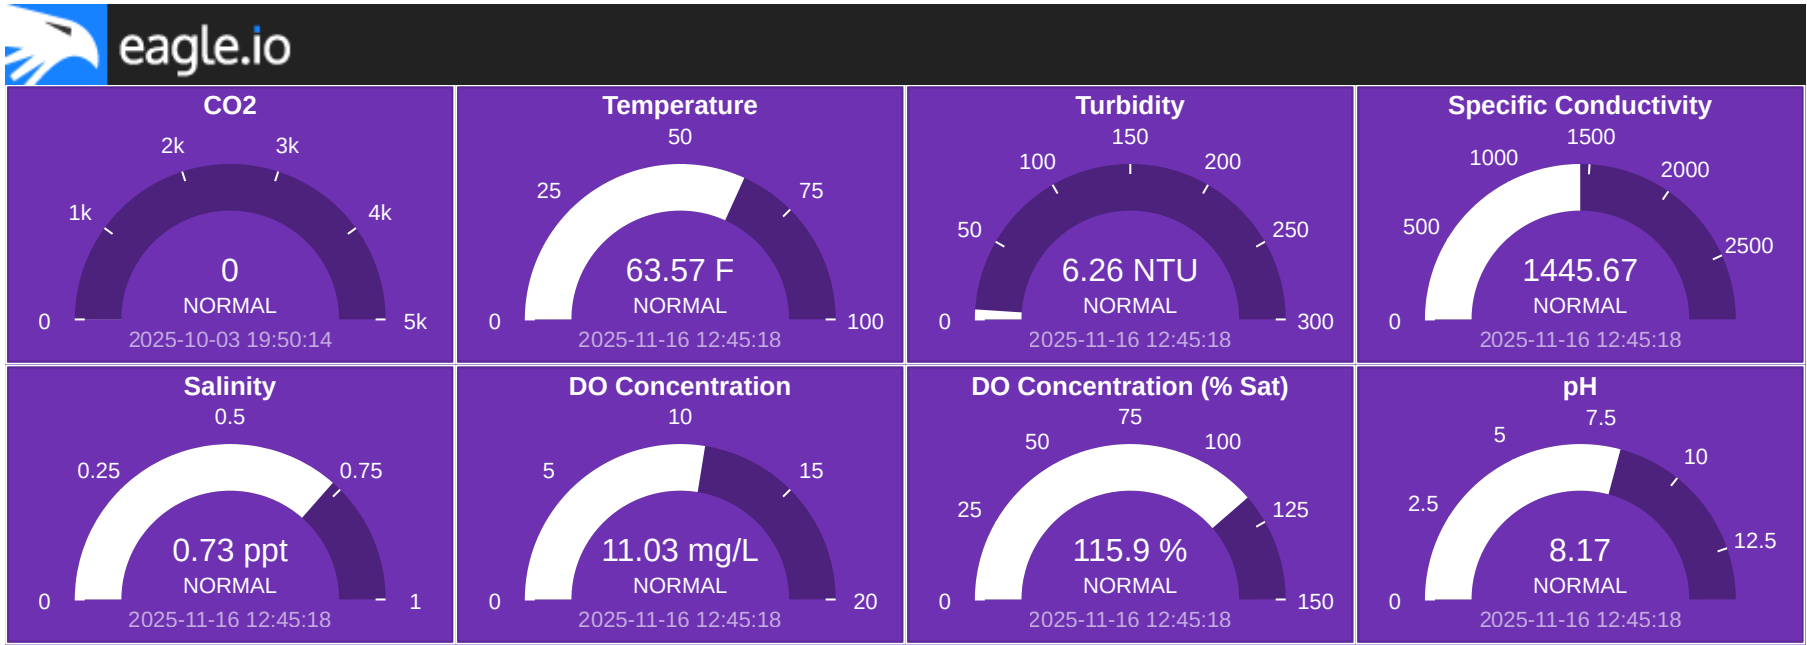 eagle.io
CO2
2k
3k
1k
4k
0
NORMAL
0
5k
2025-10-03 19:50:14
Temperature
50
25
75
63.57 F
NORMAL
0
100
2025-11-16 12:45:18
Turbidity
150
100
200
50
250
6.26 NTU
NORMAL
0
300
2025-11-16 12:45:18
Specific Conductivity
1500
1000
2000
500
2500
1445.67
NORMAL
0
2025-11-16 12:45:18
Salinity
0.5
0.25
0.75
0.73 ppt
NORMAL
0
1
2025-11-16 12:45:18
DO Concentration
10
5
15
11.03 mg/L
NORMAL
0
20
2025-11-16 12:45:18
DO Concentration (% Sat)
75
50
100
25
125
115.9 %
NORMAL
0
150
2025-11-16 12:45:18
pH
7.5
5
10
2.5
12.5
8.17
NORMAL
0
2025-11-16 12:45:18